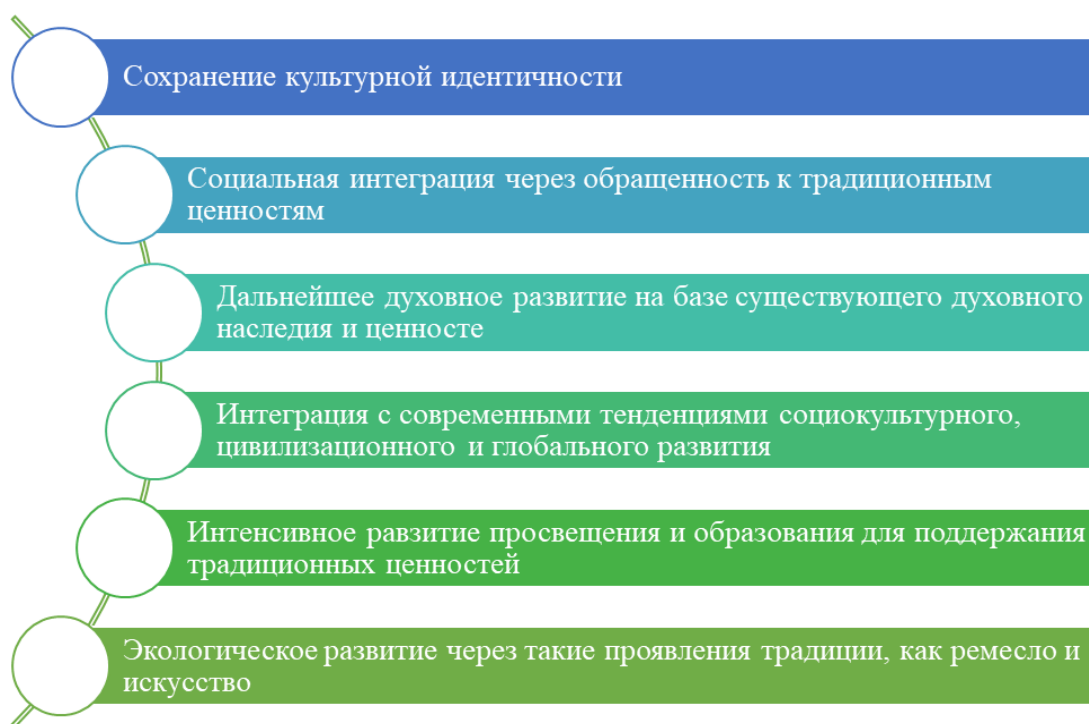 Сохранение культурной идентичности
Социальная интеграция через обращенность к традиционным
ценностям
Дальнейшее духовное развитие на базе существующего духовного
наследия и ценносте
Интеграция с современными тенденциями социокультурного,
цивилизационного и глобального развития
Интенсивное равзитие просвещения и образования для поддержания
традиционных ценностей
Экологическое развитие через такие проявления традиции, как ремесло и
искусство